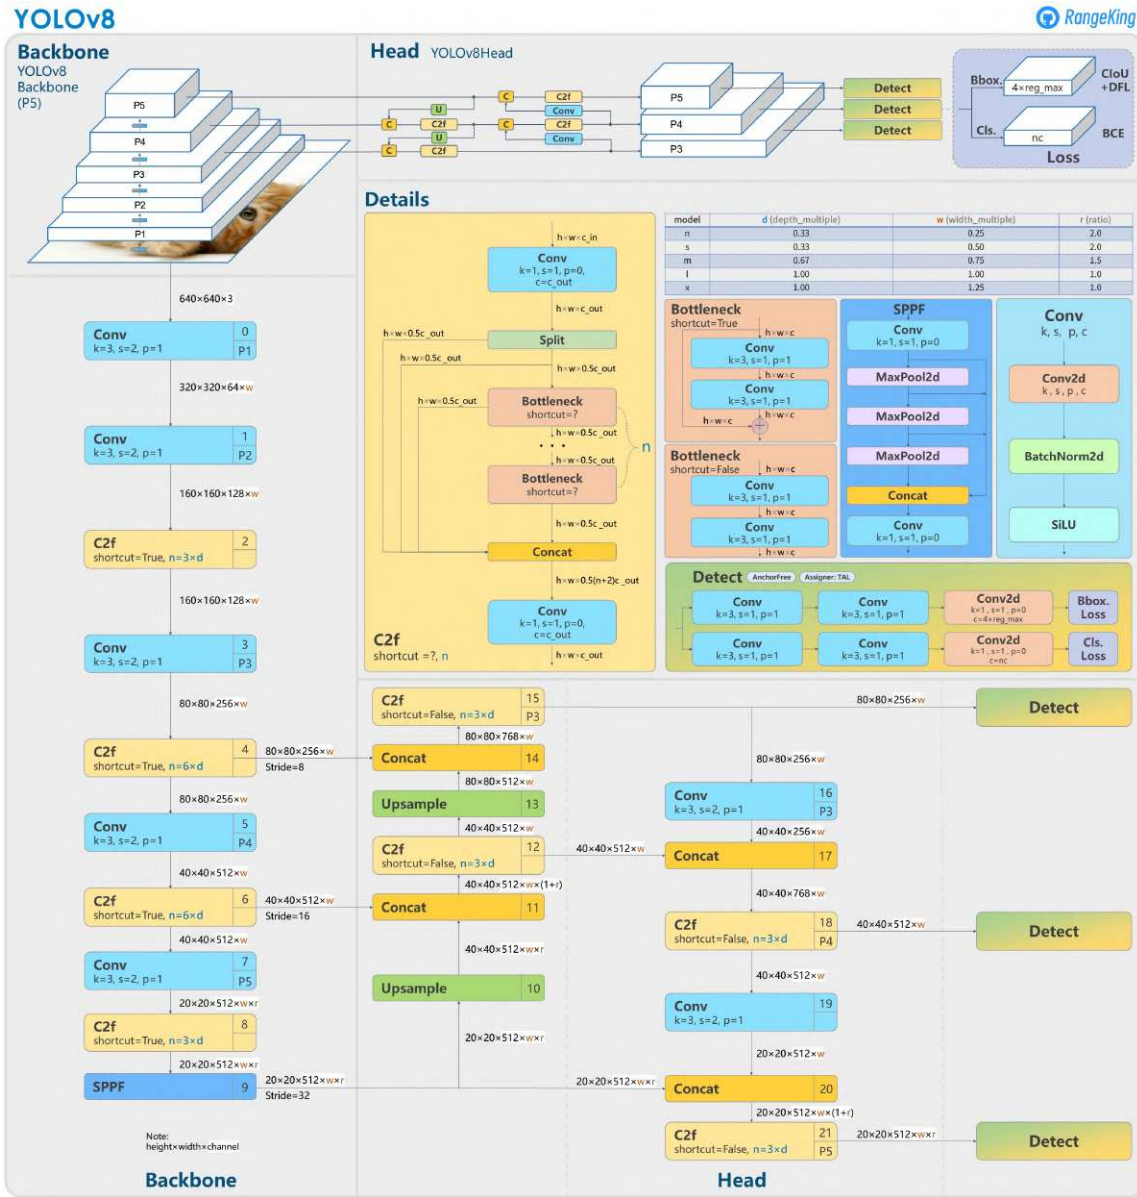 YOLOv8
RangeKing
Backbone
YOLOv8
Backbone
(P5)
P5
P4
P3
P2
P1
Head YOLOv8Head
C C2f
U Conv
C C2f C C2f
U Conv
C C2f
P5
P4
P3
Detect
Detect
Detect
Bbox. 4×reg_max CIoU
+DFL
Cls. nc BCE
Loss
Details
h×w×c_in
Conv
k=1, s=1, p=0,
c=c_out
h×w×c_out
h×w×0.5c_out Split
h×w×0.5c_out h×w×0.5c_out
h×w×0.5c_out Bottleneck
shortcut=?
h×w×0.5c_out
• • • n
h×w×0.5c_out
Bottleneck
shortcut=?
h×w×0.5c_out
Concat
h×w×0.5(n+2)c_out
Conv
k=1, s=1, p=0,
c=c_out
h×w×c_out
C2f
shortcut =?, n
model d (depth_multiple) w (width_multiple) r (ratio)
n 0.33 0.25 2.0
s 0.33 0.50 2.0
m 0.67 0.75 1.5
l 1.00 1.00 1.0
x 1.00 1.25 1.0
Bottleneck
shortcut=True
h×w×c
Conv
k=3, s=1, p=1
h×w×c
Conv
k=3, s=1, p=1
h×w×c
h×w×c +
Bottleneck
shortcut=False
h×w×c
Conv
k=3, s=1, p=1
h×w×c
Conv
k=3, s=1, p=1
h×w×c
SPPF
Conv
k=1, s=1, p=0
MaxPool2d
MaxPool2d
MaxPool2d
Concat
Conv
k=1, s=1, p=0
Conv
k, s, p, c
Conv2d
k, s, p, c
BatchNorm2d
SiLU
Detect AnchorFree Assigner: TAL
Conv
k=3, s=1, p=1
Conv
k=3, s=1, p=1
Conv2d
k=1, s=1, p=0
c=4×reg_max
Bbox.
Loss
Conv
k=3, s=1, p=1
Conv
k=3, s=1, p=1
Conv2d
k=1, s=1, p=0
c=nc
Cls.
Loss
640×640×3
Conv 0
k=3, s=2, p=1 P1
320×320×64×w
Conv 1
k=3, s=2, p=1 P2
160×160×128×w
C2f 2
shortcut=True, n=3×d
160×160×128×w
Conv 3
k=3, s=2, p=1 P3
80×80×256×w
C2f 4
shortcut=True, n=6×d
80×80×256×w
Stride=8
80×80×256×w
Conv 5
k=3, s=2, p=1 P4
40×40×512×w
C2f 6
shortcut=True, n=6×d
40×40×512×w
Stride=16
40×40×512×w
Conv 7
k=3, s=2, p=1 P5
20×20×512×w×r
C2f 8
shortcut=True, n=3×d
20×20×512×w×r
SPPF 9
20×20×512×w×r
Stride=32
Note:
height×width×channel
Backbone
C2f 15
shortcut=False, n=3×d P3
80×80×768×w
Concat 14
80×80×512×w
Upsample 13
40×40×512×w
C2f 12
shortcut=False, n=3×d
40×40×512×w
40×40×512×w×(1+r)
Concat 11
40×40×512×w×r
Upsample 10
20×20×512×w×r
80×80×256×w
Detect
80×80×256×w
Conv 16
k=3, s=2, p=1 P3
40×40×256×w
Concat 17
40×40×768×w
C2f 18
shortcut=False, n=3×d P4
40×40×512×w
Detect
40×40×512×w
Conv 19
k=3, s=2, p=1
20×20×512×w
20×20×512×w×r
Concat 20
20×20×512×w×(1+r)
C2f 21
shortcut=False, n=3×d P5
20×20×512×w×r
Detect
Head